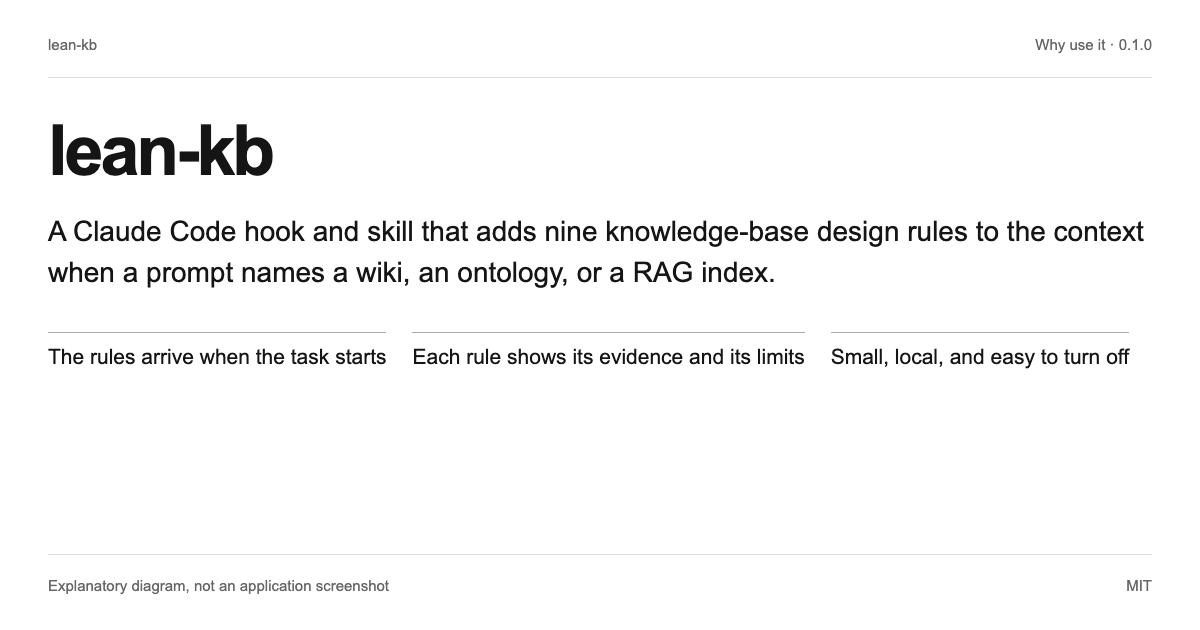 lean-kb
Why use it · 0.1.0
lean-kb
A Claude Code hook and skill that adds nine knowledge-base design rules to the context
when a prompt names a wiki, an ontology, or a RAG index.
The rules arrive when the task starts
Each rule shows its evidence and its limits
Small, local, and easy to turn off
Explanatory diagram, not an application screenshot
MIT